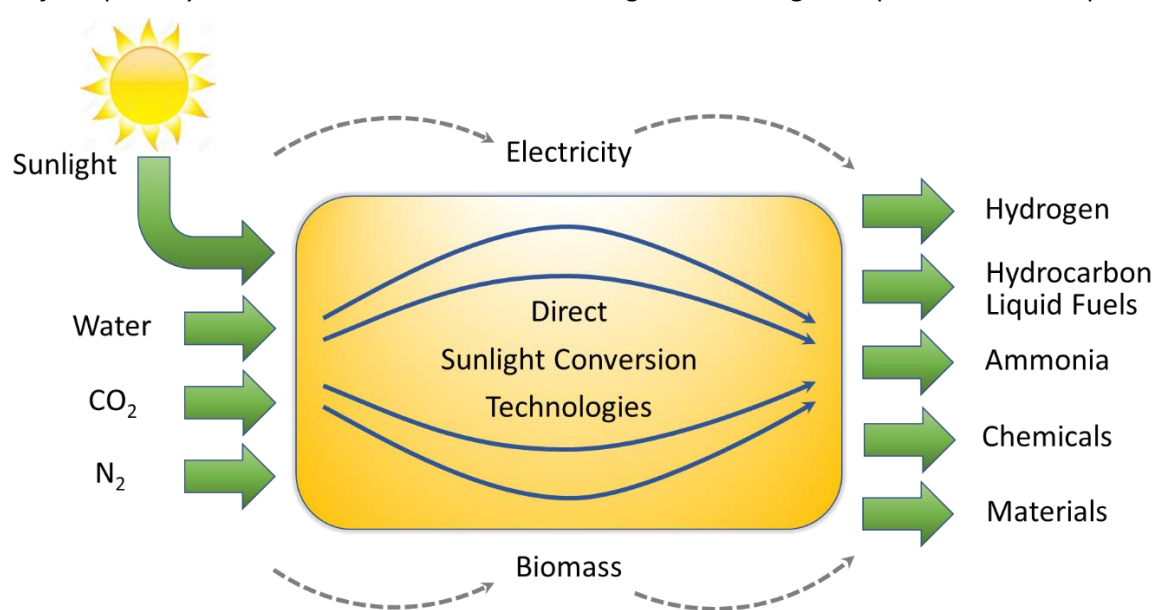 Electricity
Sunlight
Hydrogen
Hydrocarbon
Liquid Fuels
Direct
Water
Sunlight Conversion
Ammonia
CO₂
Technologies
Chemicals
N₂
Materials
Biomass